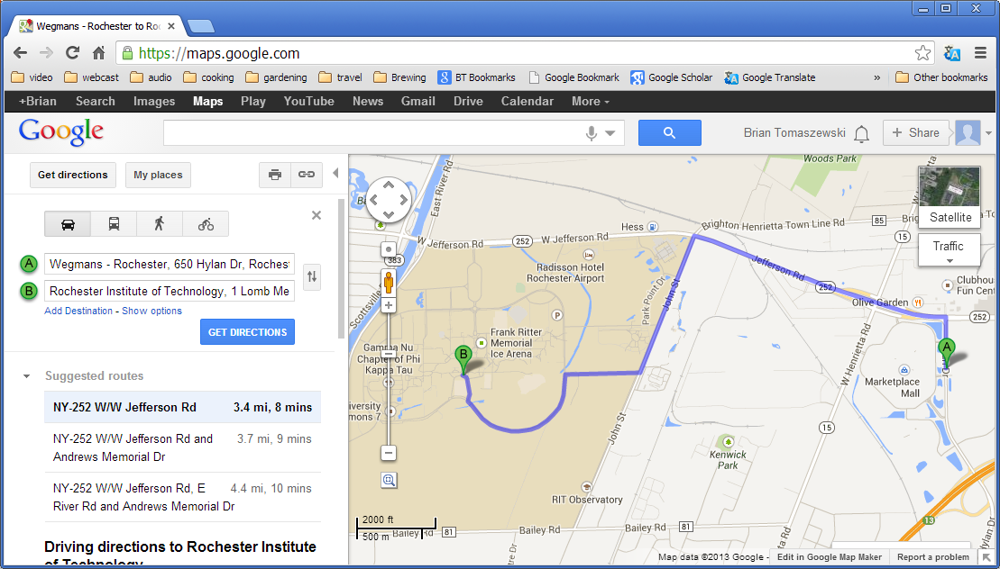 Wegmans - Rochester to Ro
https://maps.google.com
video webcast audio cooking gardening travel Brewing BT Bookmarks Google Bookmark Google Scholar Google Translate » Other bookmarks
+Brian Search Images Maps Play YouTube News Gmail Drive Calendar More
Google Brian Tomaszewski + Share
Get directions My places
A Wegmans - Rochester, 650 Hylan Dr, Roches
B Rochester Institute of Technology, 1 Lomb Me
Add Destination - Show options
GET DIRECTIONS
Suggested routes
NY-252 W/W Jefferson Rd 3.4 mi, 8 mins
NY-252 W/W Jefferson Rd and 3.7 mi, 9 mins
Andrews Memorial Dr
NY-252 W/W Jefferson Rd, E 4.4 mi, 10 mins
River Rd and Andrews Memorial Dr
Driving directions to Rochester Institute
of Technology
Woods Park
East River Rd
Satellite
Traffic
Hess
Brighton Henrietta Town Line Rd
85
15
W Jefferson Rd
252
W Jefferson Rd
383
Scottsville
Radisson Hotel
Rochester Airport
Park Point Dr
John St
Jefferson Rd
252
Clubhou
Fun Cent
Olive Garden
252
P
Frank Ritter
Memorial
Ice Arena
Gamma Nu
Chapter of Phi
Kappa Tau
B
A
W Henrietta Rd
Marketplace
Mall
iversity
mons 7
John St
15
Kenwick
Park
RIT Observatory
Bailey Rd
81
Bailey Rd
Bailey Rd
81
13
Hylan Dr
2000 ft
500 m
Map data ©2013 Google - Edit in Google Map Maker Report a problem